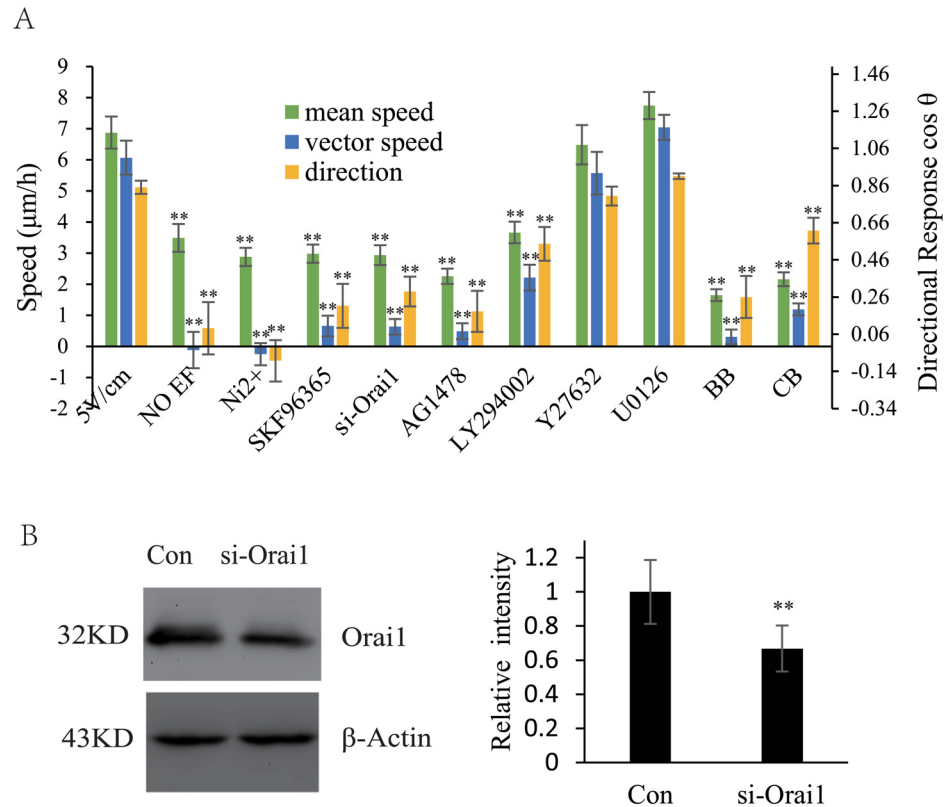 A
Speed (μm/h)
9
8
7
6
5
4
3
2
1
0
-1
-2
mean speed
vector speed
direction
** ** **
** ** **
** ** **
** ** **
** ** **
** ** **
** ** **
** ** **
1.46
1.26
1.06
0.86
0.66
0.46
0.26
0.06
-0.14
-0.34
Directional Response cos θ
5V/cm
NO EF
Ni2+
SKF96365
si-Orai1
AG1478
LY294002
Y27632
U0126
BB
CB
B
Con si-Orai1
32KD Orai1
43KD β-Actin
Relative intensity
1.2
1
0.8
0.6
0.4
0.2
0
**
Con si-Orai1